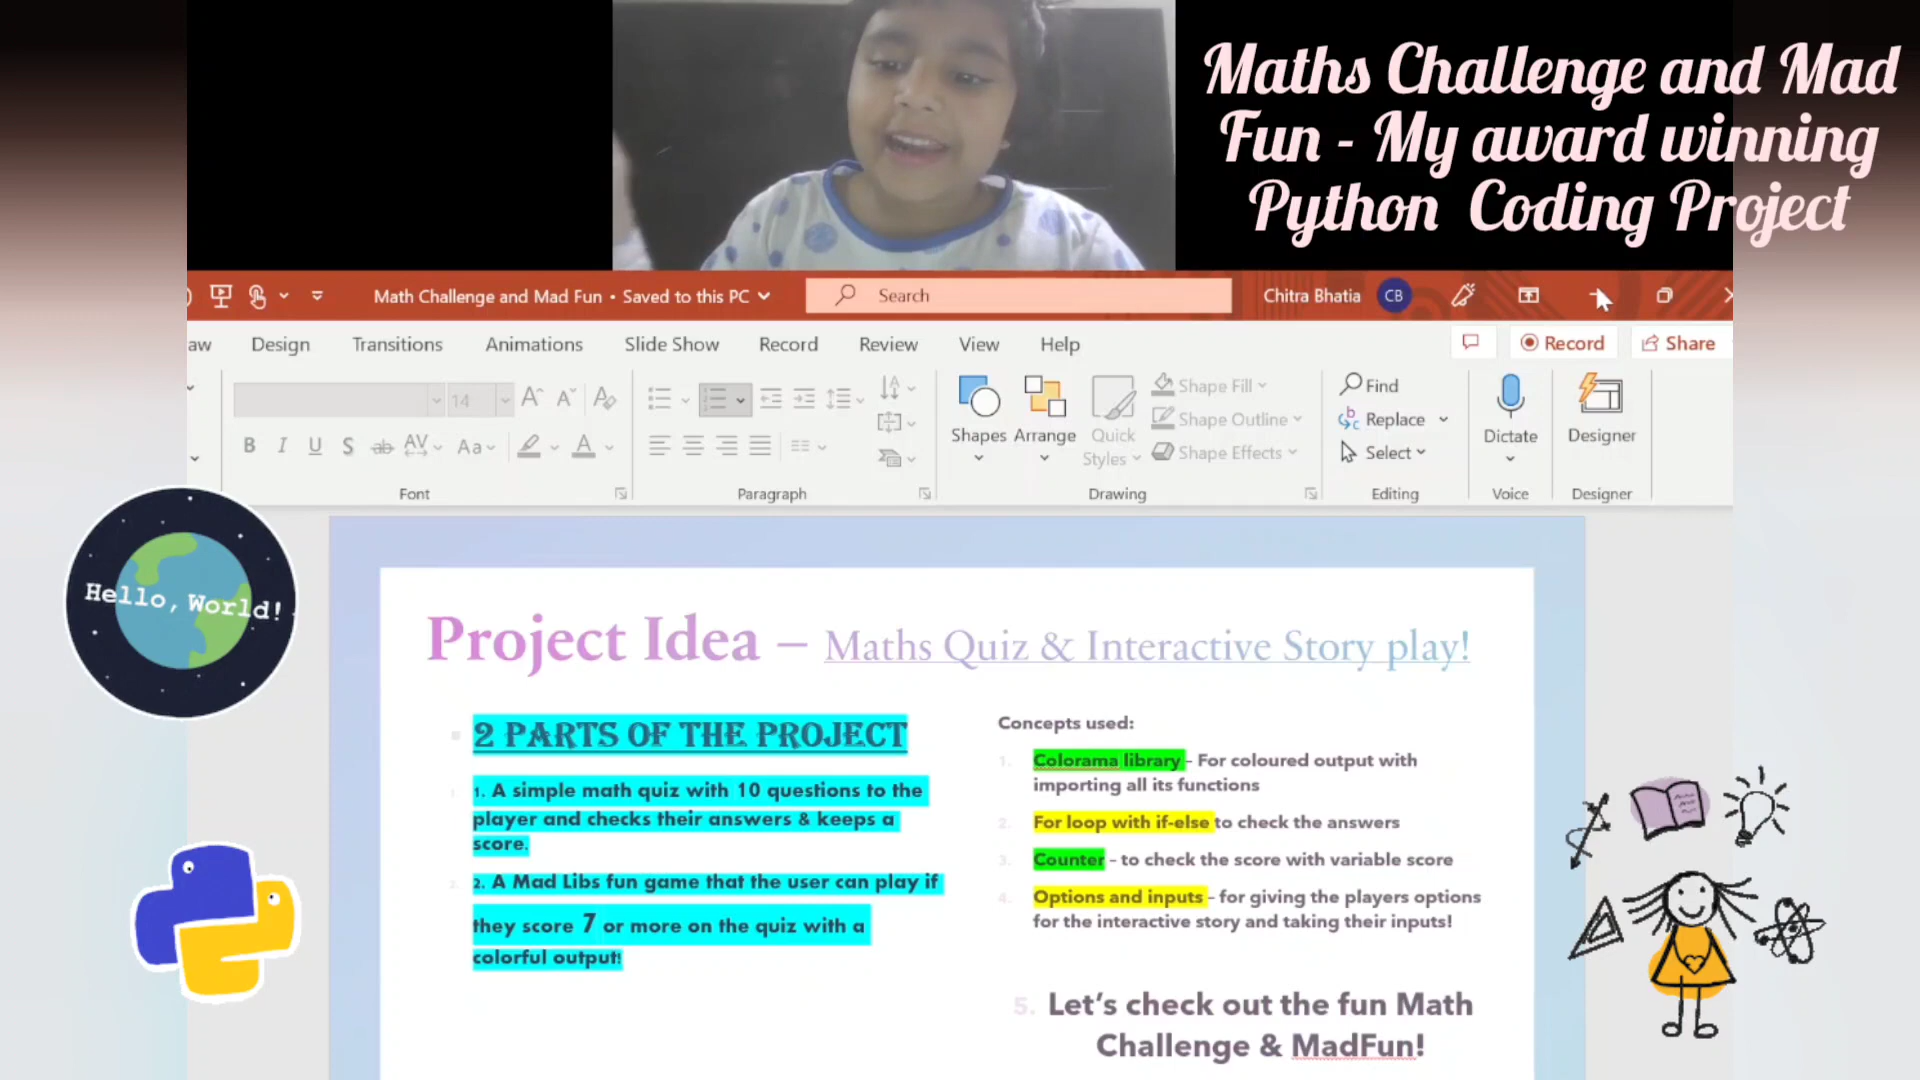 Maths Challenge and Mad
Fun - My award winning
Python Coding Project
Math Challenge and Mad Fun • Saved to this PC
Search
Chitra Bhatia
CB
aw
Design
Transitions
Animations
Slide Show
Record
Review
View
Help
Record
Share
14
Find
Shape Fill
Replace
Shape Outline
Select
Shape Effects
Shapes
Arrange
Quick
Styles
Dictate
Designer
B I U S ab AV Aa A
Font
Paragraph
Drawing
Editing
Voice
Designer
Hello, World!
Project Idea – Maths Quiz & Interactive Story play!
2 PARTS OF THE PROJECT
1. A simple math quiz with 10 questions to the
player and checks their answers & keeps a
score.
2. A Mad Libs fun game that the user can play if
they score 7 or more on the quiz with a
colorful output!
Concepts used:
1. Colorama library - For coloured output with
importing all its functions
2. For loop with if-else to check the answers
3. Counter - to check the score with variable score
4. Options and inputs - for giving the players options
for the interactive story and taking their inputs!
5. Let's check out the fun Math
Challenge & MadFun!